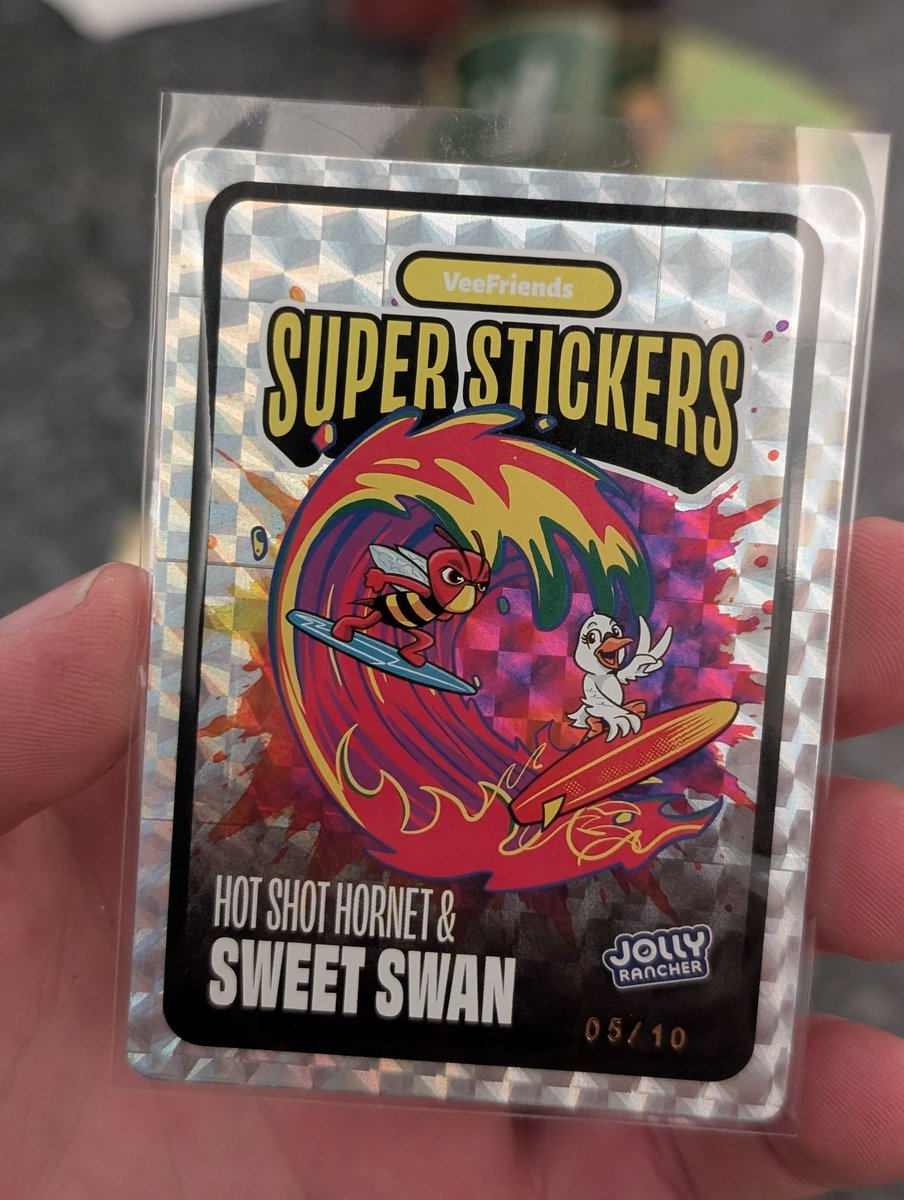 VeeFriends
SUPER STICKERS
HOT SHOT HORNET &
SWEET SWAN
JOLLY
RANCHER
05/10